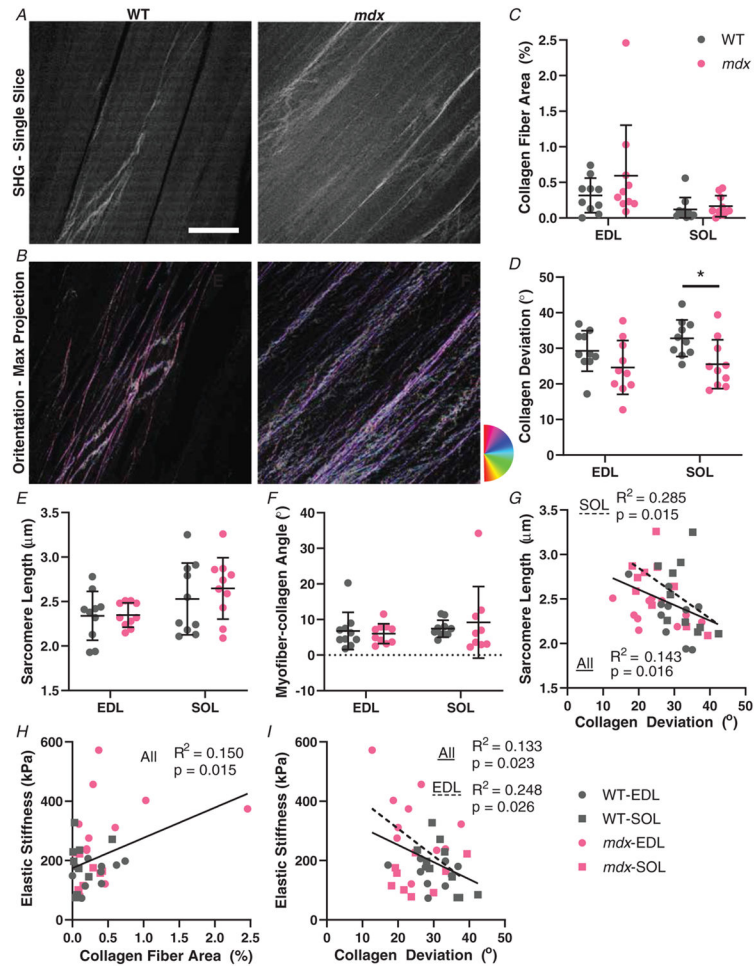 A
WT
mdx
SHG - Single Slice
B
Oritentation - Max Projection
C
Collagen Fiber Area
(%)
2.5
2.0
1.5
1.0
0.5
0.0
EDL
SOL
WT
mdx
D
Collagen Deviation (°)
60
50
40
30
20
10
0
*
EDL
SOL
E
Sarcomere Length (μm)
3.5
3.0
2.5
2.0
1.5
1.0
EDL
SOL
F
Myofiber-collagen Angle (°)
40
30
20
10
0
-10
EDL
SOL
G
Sarcomere Length (μm)
3.5
3.0
2.5
2.0
1.5
SOL
R² = 0.285
p = 0.015
All
R² = 0.143
p = 0.016
0 10 20 30 40 50
Collagen Deviation (°)
H
Elastic Stiffness (kPa)
600
400
200
0
All
R² = 0.150
p = 0.015
0.0 0.5 1.0 1.5 2.0 2.5
Collagen Fiber Area (%)
I
Elastic Stiffness (kPa)
600
400
200
0
All
R² = 0.133
p = 0.023
EDL
R² = 0.248
p = 0.026
0 10 20 30 40 50
Collagen Deviation (°)
WT-EDL
WT-SOL
mdx-EDL
mdx-SOL